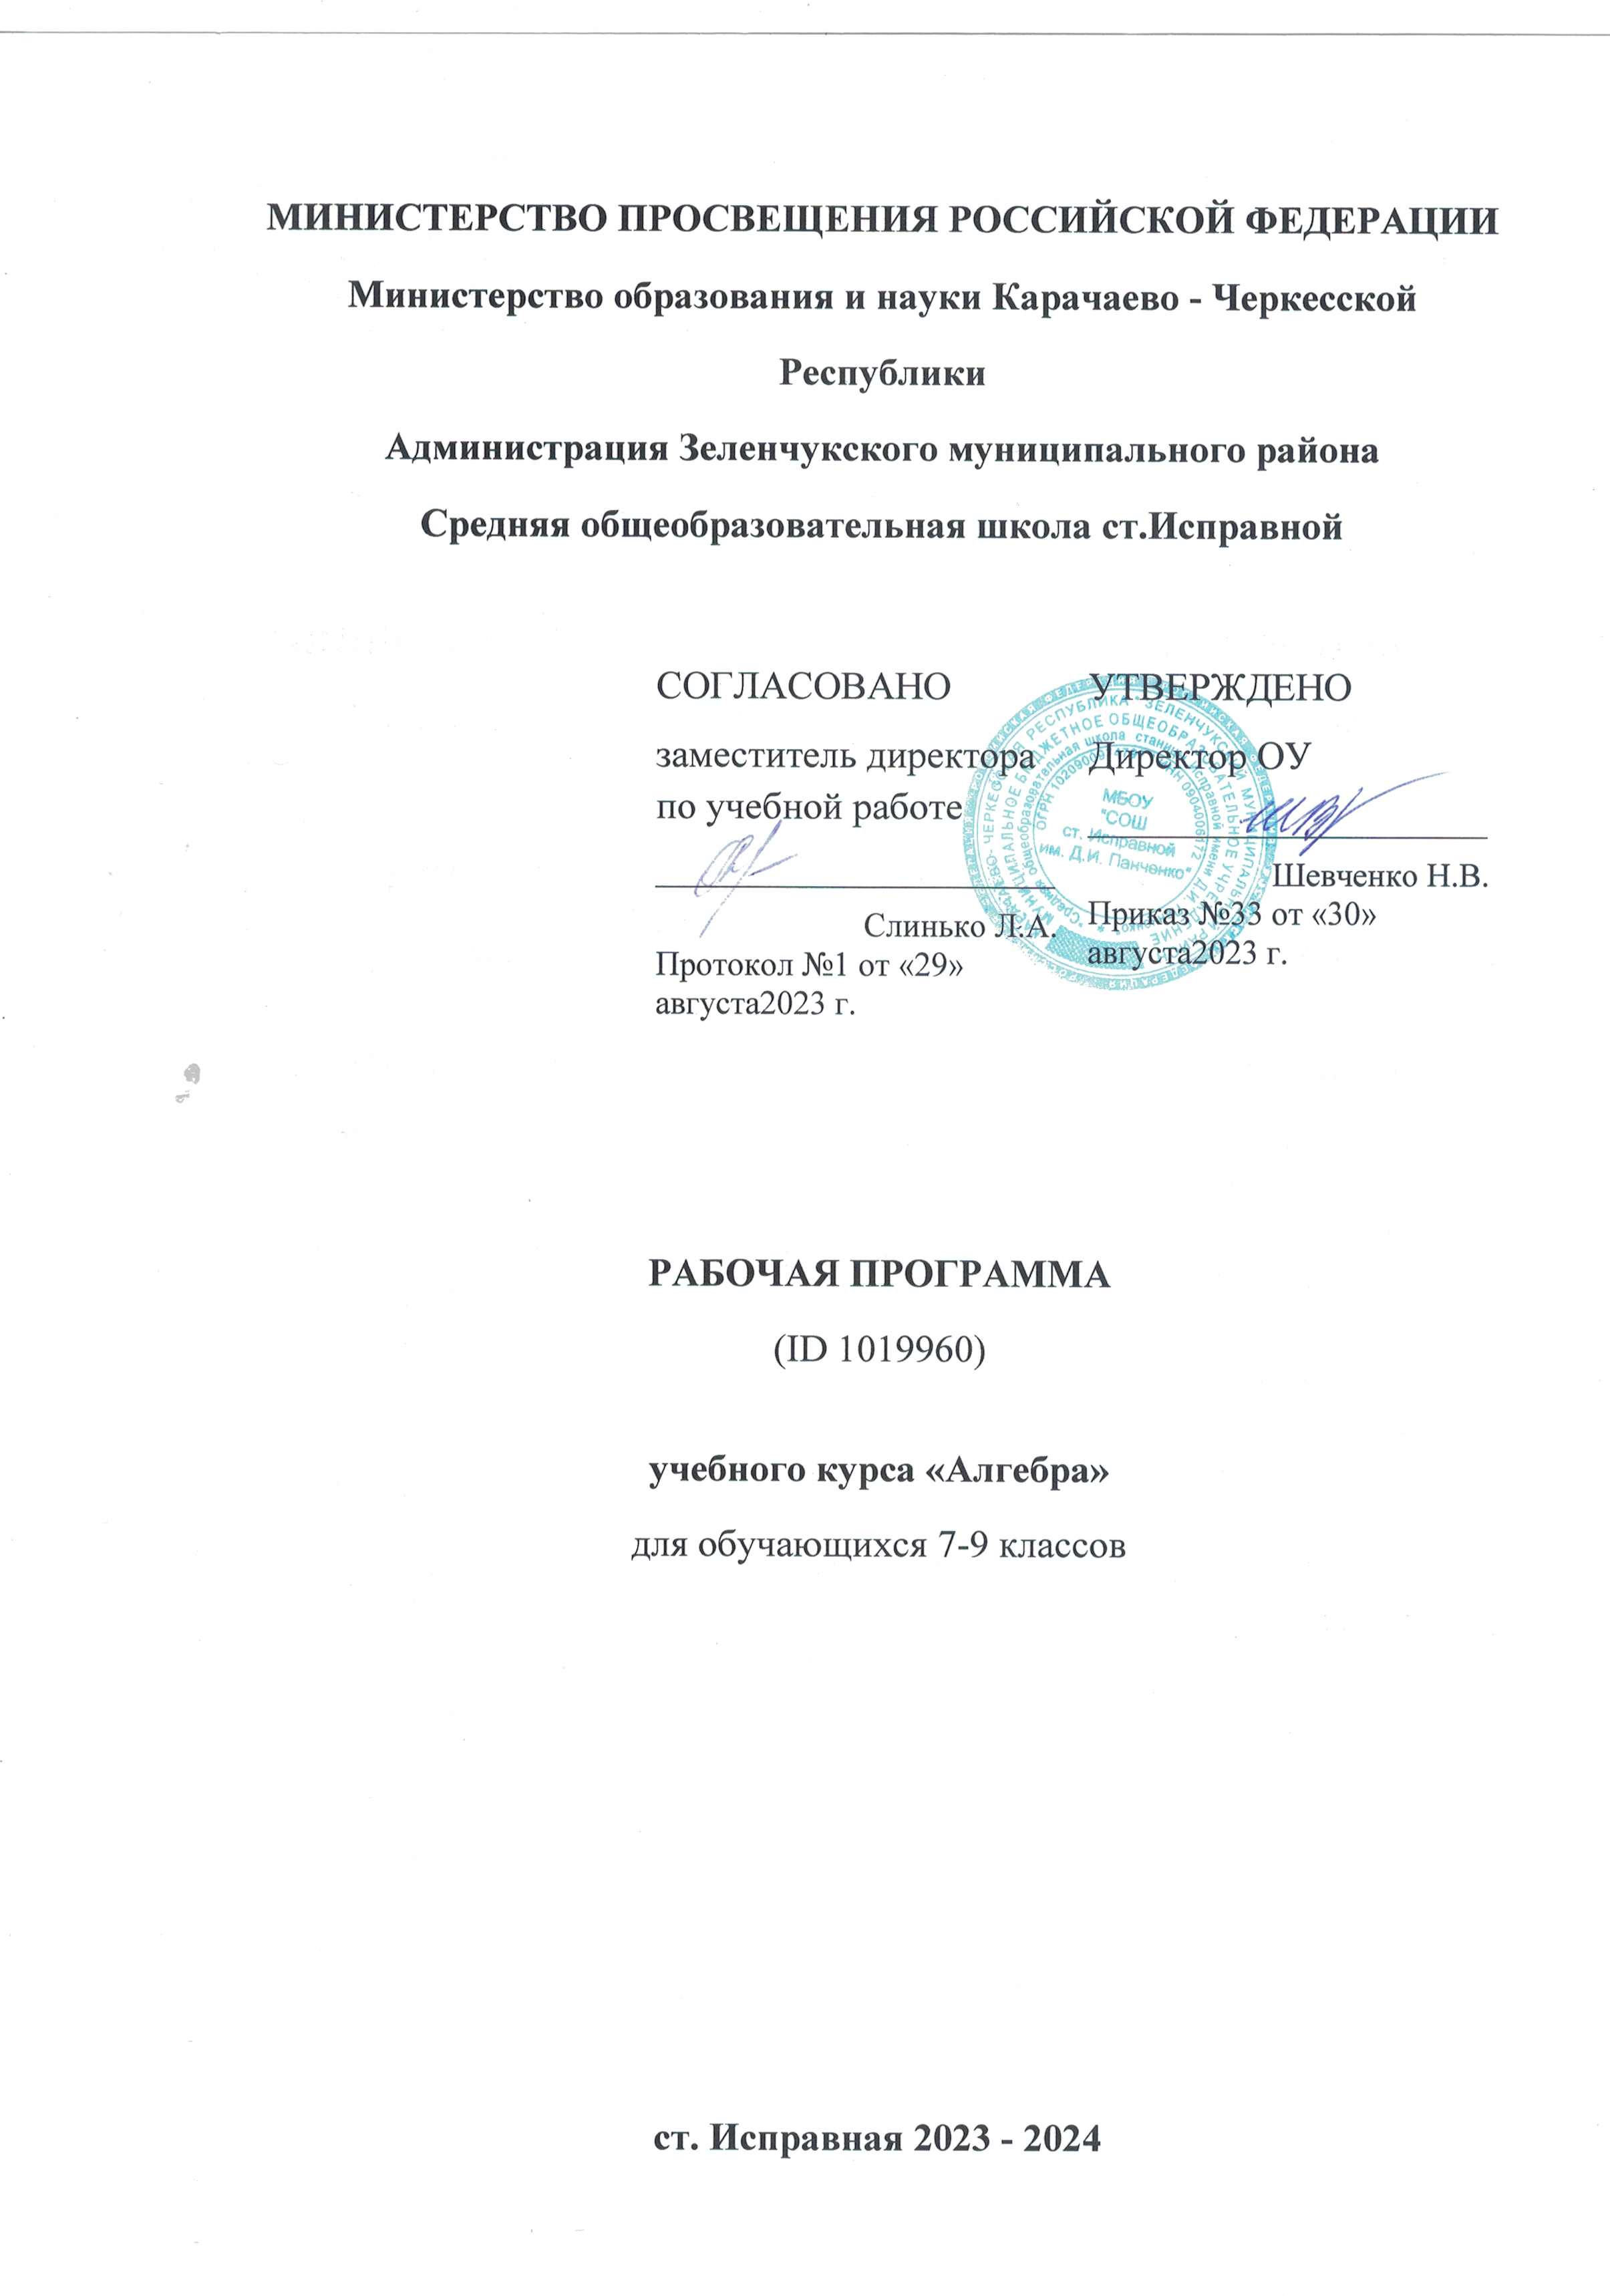 МИНИСТЕРСТВО ПРОСВЕЩЕНИЯ РОССИЙСКОЙ ФЕДЕРАЦИИ
Министерство образования и науки Карачаево - Черкесской
Республики
Администрация Зеленчукского муниципального района
Средняя общеобразовательная школа ст.Исправной
СОГЛАСОВАНО
заместитель директора
по учебной работе
Слинько Л.А.
Протокол №1 от «29»
августа2023 г.
УТВЕРЖДЕНО
Директор ОУ
Шевченко Н.В.
Приказ №33 от «30»
августа2023 г.
МБОУ
"СОШ
ст. Исправной
им. Д.И. Панченко"
РАБОЧАЯ ПРОГРАММА
(ID 1019960)
учебного курса «Алгебра»
для обучающихся 7-9 классов
ст. Исправная 2023 - 2024